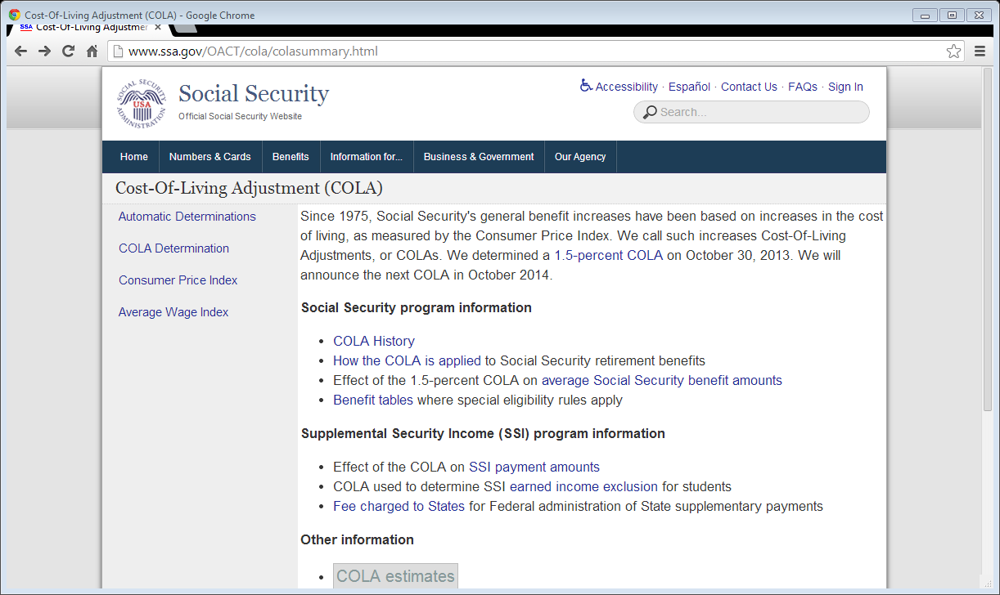 Cost-Of-Living Adjustment (COLA) - Google Chrome
SSA Cost-Of-Living Adjustmer
www.ssa.gov/OACT/cola/colasummary.html
SOCIAL SECURITY ADMINISTRATION
USA
Social Security
Official Social Security Website
Accessibility · Español · Contact Us · FAQs · Sign In
Search...
Home Numbers & Cards Benefits Information for... Business & Government Our Agency
Cost-Of-Living Adjustment (COLA)
Automatic Determinations
COLA Determination
Consumer Price Index
Average Wage Index
Since 1975, Social Security's general benefit increases have been based on increases in the cost
of living, as measured by the Consumer Price Index. We call such increases Cost-Of-Living
Adjustments, or COLAs. We determined a 1.5-percent COLA on October 30, 2013. We will
announce the next COLA in October 2014.
Social Security program information
• COLA History
• How the COLA is applied to Social Security retirement benefits
• Effect of the 1.5-percent COLA on average Social Security benefit amounts
• Benefit tables where special eligibility rules apply
Supplemental Security Income (SSI) program information
• Effect of the COLA on SSI payment amounts
• COLA used to determine SSI earned income exclusion for students
• Fee charged to States for Federal administration of State supplementary payments
Other information
• COLA estimates